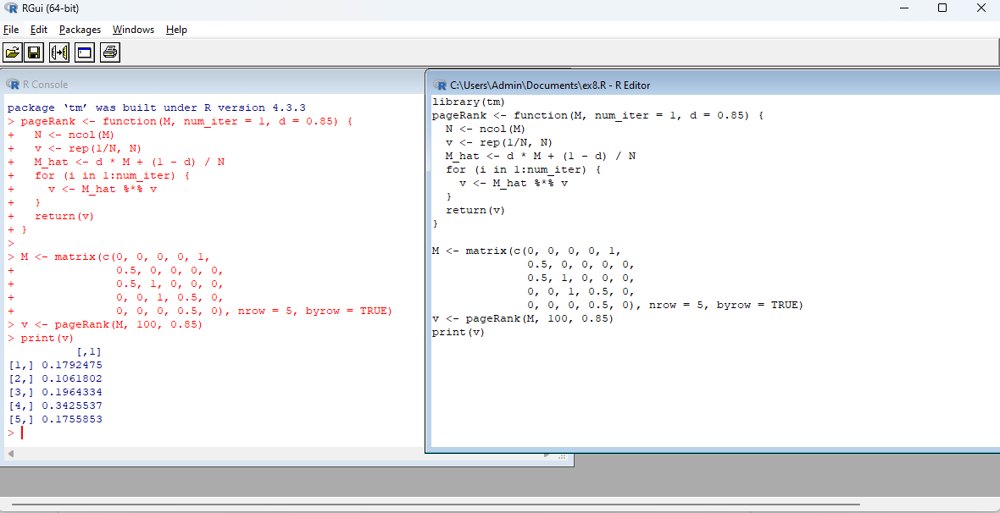 RGui (64-bit)
File Edit Packages Windows Help
R Console
package ‘tm’ was built under R version 4.3.3
> pageRank <- function(M, num_iter = 1, d = 0.85) {
+   N <- ncol(M)
+   v <- rep(1/N, N)
+   M_hat <- d * M + (1 - d) / N
+   for (i in 1:num_iter) {
+     v <- M_hat %*% v
+   }
+   return(v)
+ }
>
> M <- matrix(c(0, 0, 0, 0, 1,
+               0.5, 0, 0, 0, 0,
+               0.5, 1, 0, 0, 0,
+               0, 0, 1, 0.5, 0,
+               0, 0, 0, 0.5, 0), nrow = 5, byrow = TRUE)
> v <- pageRank(M, 100, 0.85)
> print(v)
          [,1]
[1,] 0.1792475
[2,] 0.1061802
[3,] 0.1964334
[4,] 0.3425537
[5,] 0.1755853
>
C:\Users\Admin\Documents\ex8.R - R Editor
library(tm)
pageRank <- function(M, num_iter = 1, d = 0.85) {
  N <- ncol(M)
  v <- rep(1/N, N)
  M_hat <- d * M + (1 - d) / N
  for (i in 1:num_iter) {
    v <- M_hat %*% v
  }
  return(v)
}
M <- matrix(c(0, 0, 0, 0, 1,
              0.5, 0, 0, 0, 0,
              0.5, 1, 0, 0, 0,
              0, 0, 1, 0.5, 0,
              0, 0, 0, 0.5, 0), nrow = 5, byrow = TRUE)
v <- pageRank(M, 100, 0.85)
print(v)